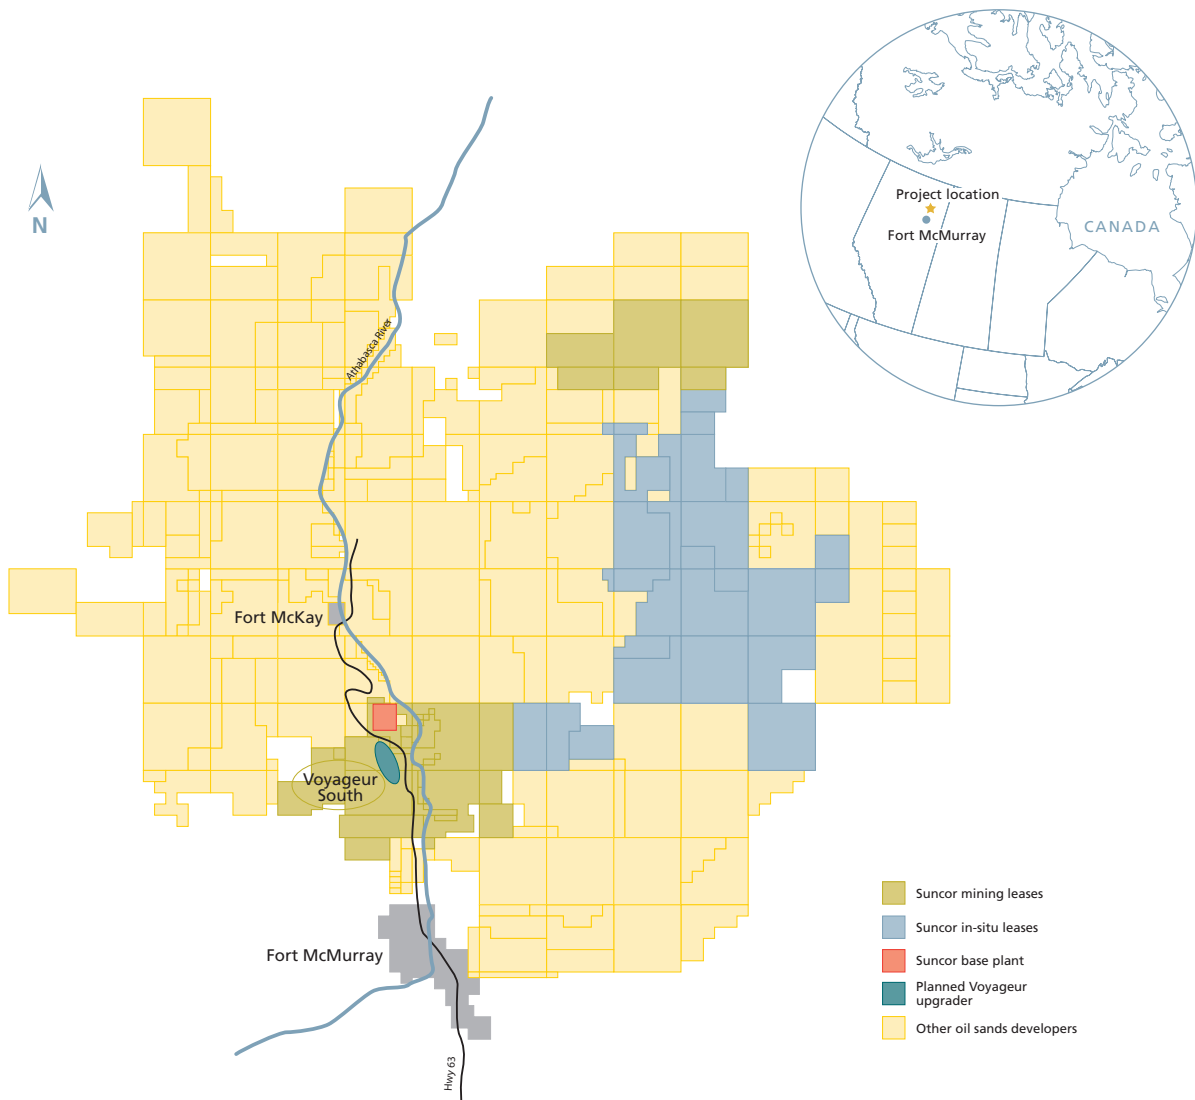 Project location
Fort McMurray
CANADA
N
Athabasca River
Fort McKay
Voyageur
South
Fort McMurray
Hwy 63
Suncor mining leases
Suncor in-situ leases
Suncor base plant
Planned Voyageur
upgrader
Other oil sands developers